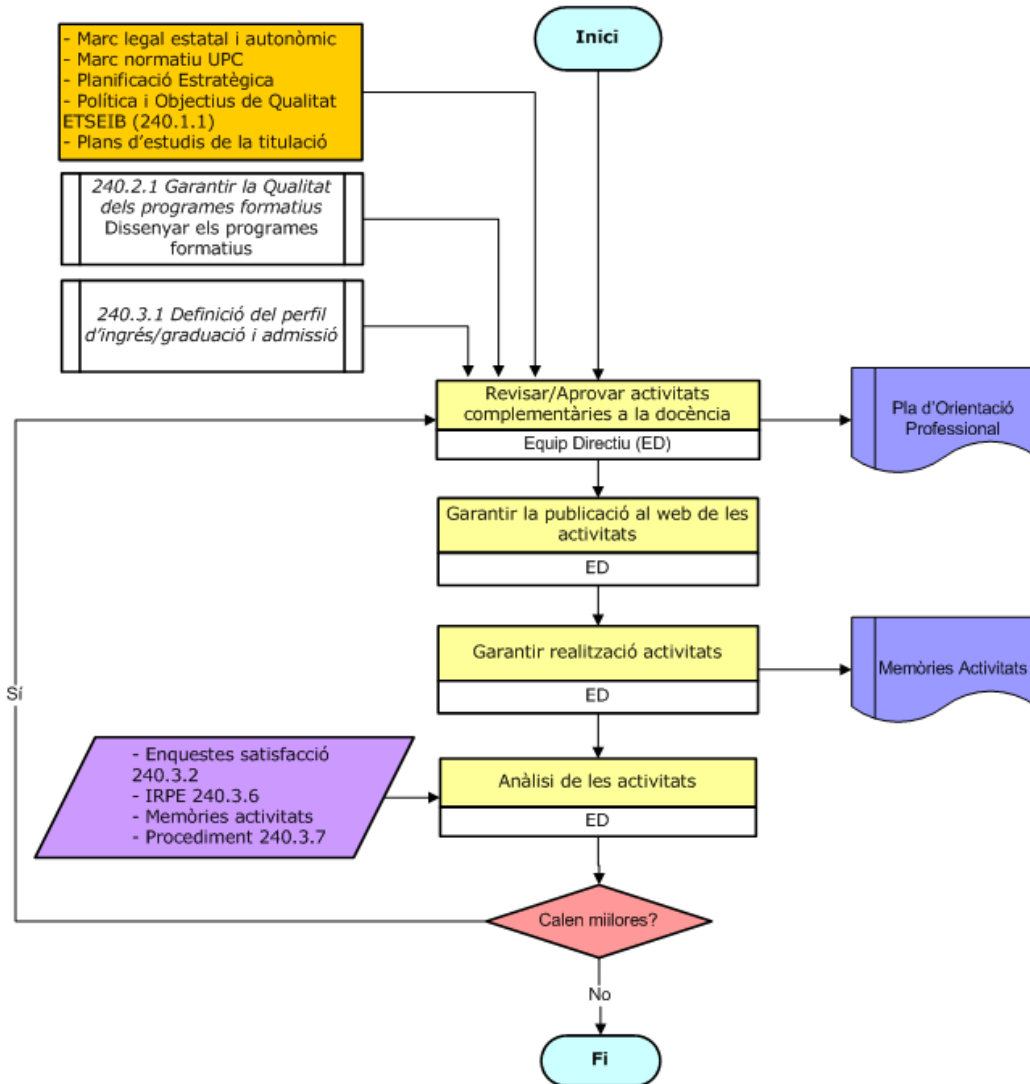 - Marc legal estatal i autonòmic
- Marc normatiu UPC
- Planificació Estratègica
- Política i Objectius de Qualitat
ETSEIB (240.1.1)
- Plans d'estudis de la titulació
Inici
240.2.1 Garantir la Qualitat
dels programes formatius
Dissenyar els programes
formatius
240.3.1 Definició del perfil
d'ingrés/graduació i admissió
Revisar/Aprovar activitats
complementàries a la docència
Equip Directiu (ED)
Pla d'Orientació
Professional
Garantir la publicació al web de les
activitats
ED
Garantir realització activitats
ED
Memòries Activitats
Sí
- Enquestes satisfacció
240.3.2
- IRPE 240.3.6
- Memòries activitats
- Procediment 240.3.7
Anàlisi de les activitats
ED
Calen miilores?
No
Fi